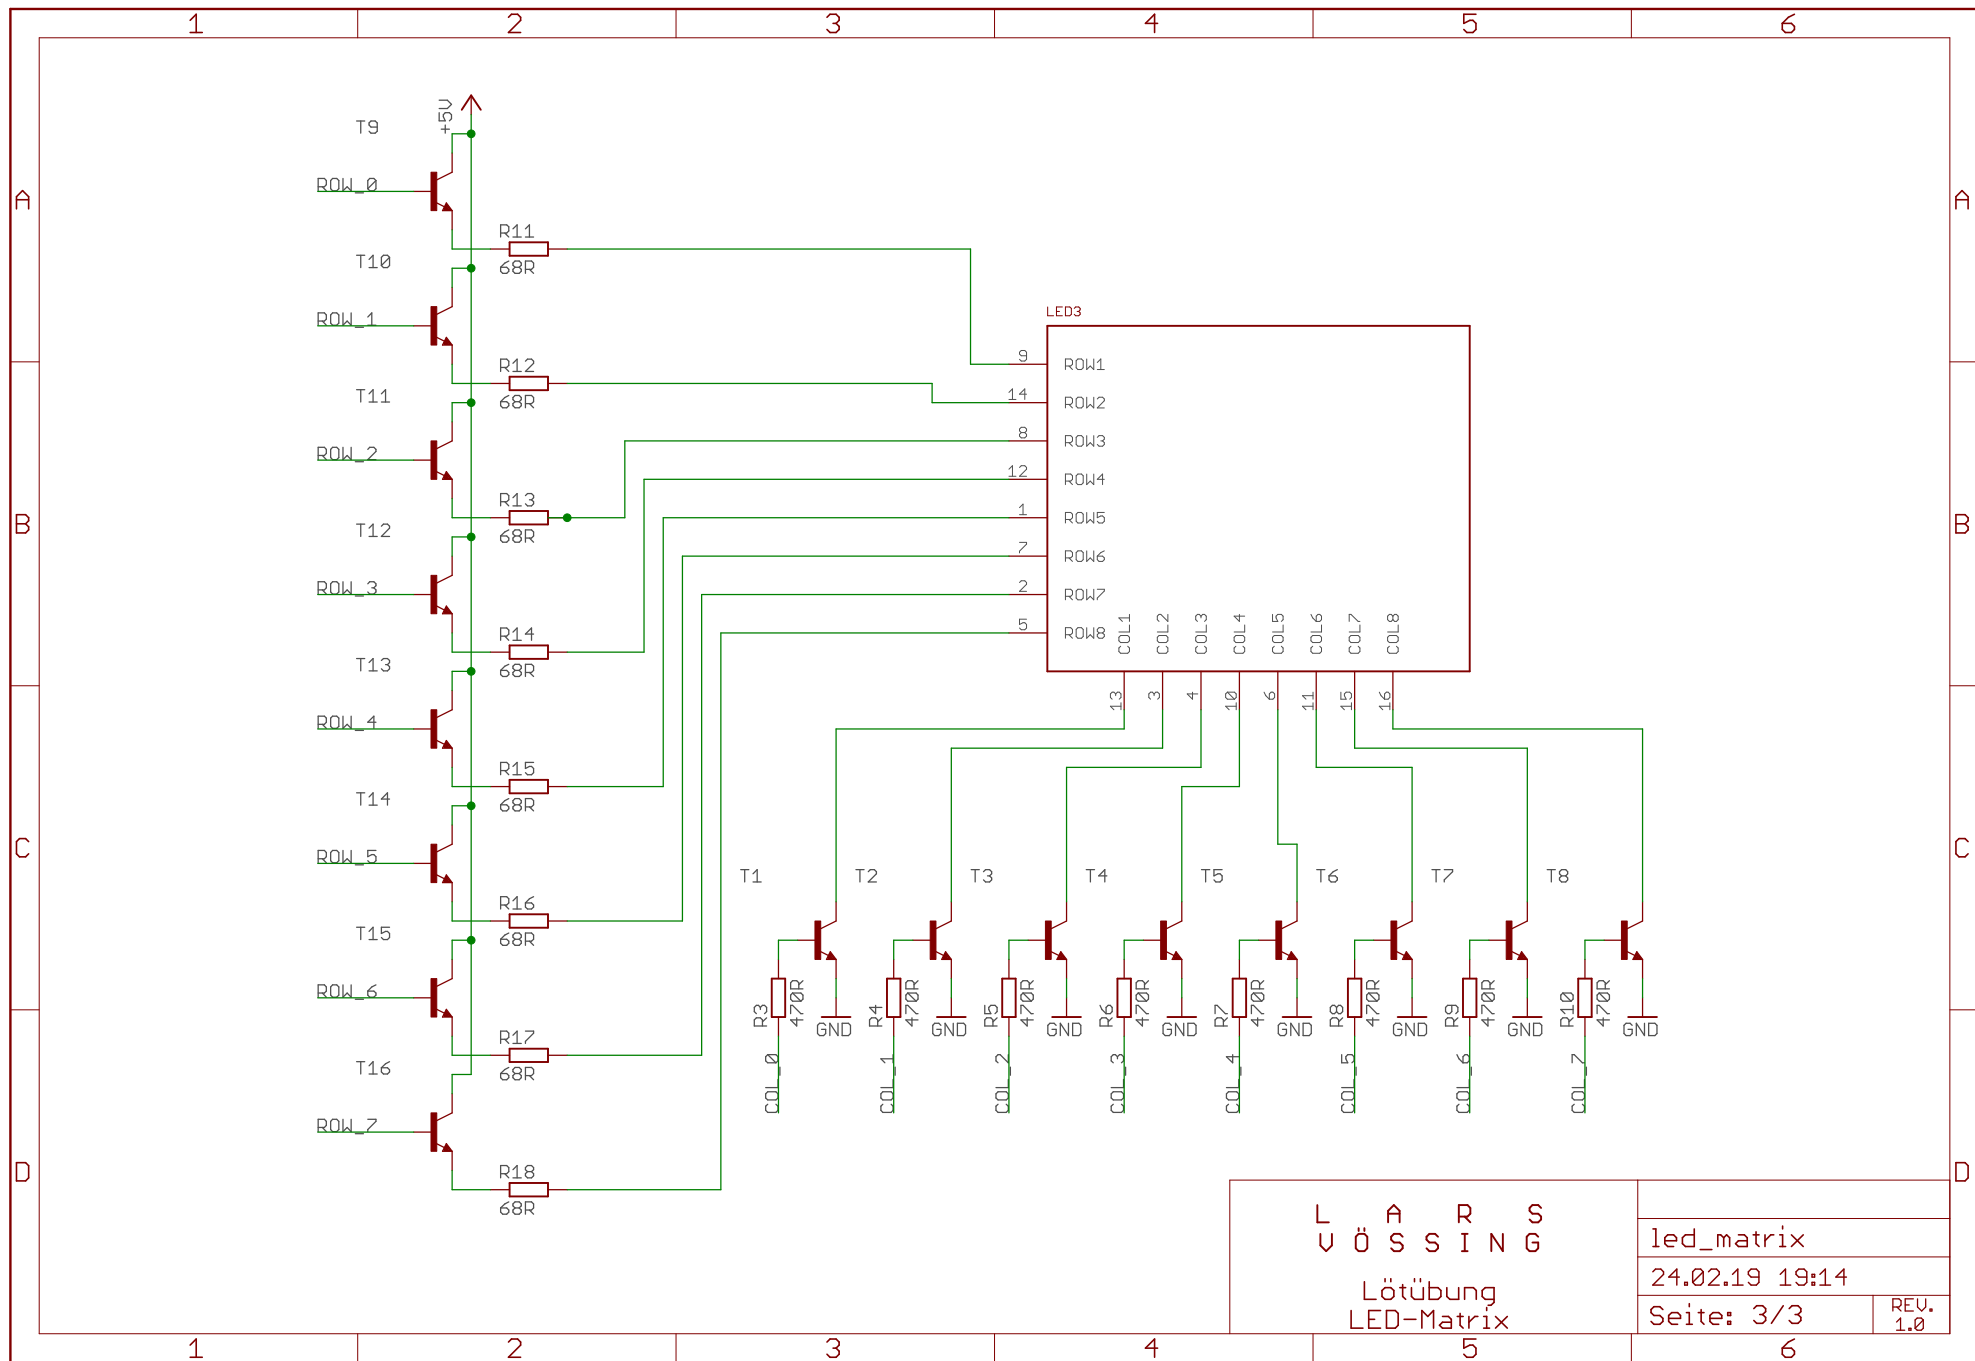 1 2 3 4 5 6
A A
B B
C C
D D
+5V
T9
ROW_0
R11
68R
T10
ROW_1
R12
68R
T11
ROW_2
R13
68R
T12
ROW_3
R14
68R
T13
ROW_4
R15
68R
T14
ROW_5
R16
68R
T15
ROW_6
R17
68R
T16
ROW_7
R18
68R
LED3
9 ROW1
14 ROW2
8 ROW3
12 ROW4
1 ROW5
7 ROW6
2 ROW7
5 ROW8
COL1 COL2 COL3 COL4 COL5 COL6 COL7 COL8
13 3 4 10 6 11 15 16
T1 T2 T3 T4 T5 T6 T7 T8
R3 470R R4 470R R5 470R R6 470R R7 470R R8 470R R9 470R R10 470R
GND GND GND GND GND GND GND GND
COL_0 COL_1 COL_2 COL_3 COL_4 COL_5 COL_6 COL_7
LARS
VÖSSING
Lötübung
LED-Matrix
led_matrix
24.02.19 19:14
Seite: 3/3
REV.
1.0
1 2 3 4 5 6